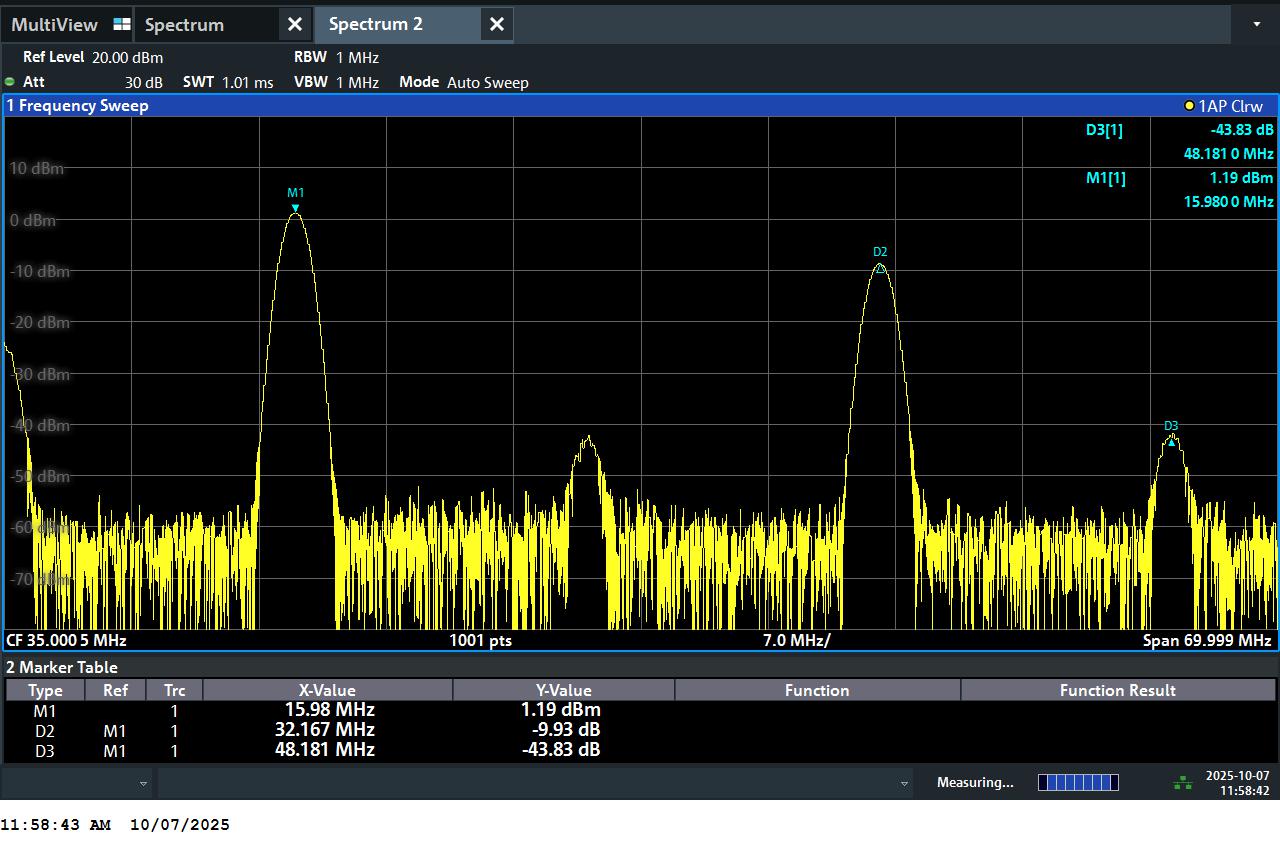 MultiView Spectrum Spectrum 2
Ref Level 20.00 dBm RBW 1 MHz
Att 30 dB SWT 1.01 ms VBW 1 MHz Mode Auto Sweep
1 Frequency Sweep 1AP Clrw
D3[1] -43.83 dB
48.181 0 MHz
M1[1] 1.19 dBm
15.980 0 MHz
10 dBm
M1
0 dBm
D2
-10 dBm
-20 dBm
-30 dBm
-40 dBm
D3
-50 dBm
-60 dBm
-70 dBm
CF 35.000 5 MHz 1001 pts 7.0 MHz/ Span 69.999 MHz
2 Marker Table
Type Ref Trc X-Value Y-Value Function Function Result
M1 1 15.98 MHz 1.19 dBm
D2 M1 1 32.167 MHz -9.93 dB
D3 M1 1 48.181 MHz -43.83 dB
Measuring... 2025-10-07
11:58:42
11:58:43 AM 10/07/2025